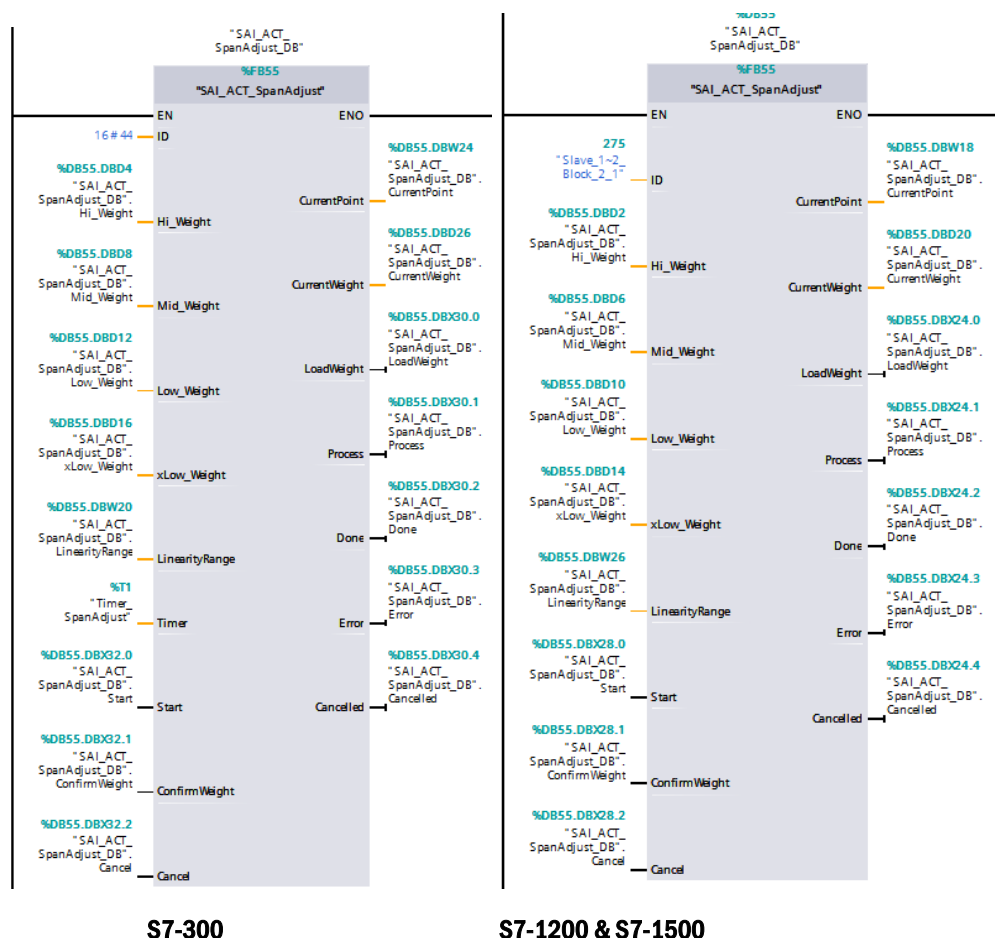 "SAI_ACT_
SpanAdjust_DB"
%FB55
"SAI_ACT_SpanAdjust"
EN
ENO
16#44
ID
%DB55.DBD4
"SAI_ACT_
SpanAdjust_DB".
Hi_Weight
Hi_Weight
%DB55.DBD8
"SAI_ACT_
SpanAdjust_DB".
Mid_Weight
Mid_Weight
%DB55.DBD12
"SAI_ACT_
SpanAdjust_DB".
Low_Weight
Low_Weight
%DB55.DBD16
"SAI_ACT_
SpanAdjust_DB".
xLow_Weight
xLow_Weight
%DB55.DBW20
"SAI_ACT_
SpanAdjust_DB".
LinearityRange
LinearityRange
%T1
"Timer_
SpanAdjust"
Timer
%DB55.DBX32.0
"SAI_ACT_
SpanAdjust_DB".
Start
Start
%DB55.DBX32.1
"SAI_ACT_
SpanAdjust_DB".
ConfirmWeight
ConfirmWeight
%DB55.DBX32.2
"SAI_ACT_
SpanAdjust_DB".
Cancel
Cancel
%DB55.DBW24
"SAI_ACT_
SpanAdjust_DB".
CurrentPoint
CurrentPoint
%DB55.DBD26
"SAI_ACT_
SpanAdjust_DB".
CurrentWeight
CurrentWeight
%DB55.DBX30.0
"SAI_ACT_
SpanAdjust_DB".
LoadWeight
LoadWeight
%DB55.DBX30.1
"SAI_ACT_
SpanAdjust_DB".
Process
Process
%DB55.DBX30.2
"SAI_ACT_
SpanAdjust_DB".
Done
Done
%DB55.DBX30.3
"SAI_ACT_
SpanAdjust_DB".
Error
Error
%DB55.DBX30.4
"SAI_ACT_
SpanAdjust_DB".
Cancelled
Cancelled
S7-300
%DB55
"SAI_ACT_
SpanAdjust_DB"
%FB55
"SAI_ACT_SpanAdjust"
EN
ENO
275
"Slave_1~2_
Block_2_1"
ID
%DB55.DBD2
"SAI_ACT_
SpanAdjust_DB".
Hi_Weight
Hi_Weight
%DB55.DBD6
"SAI_ACT_
SpanAdjust_DB".
Mid_Weight
Mid_Weight
%DB55.DBD10
"SAI_ACT_
SpanAdjust_DB".
Low_Weight
Low_Weight
%DB55.DBD14
"SAI_ACT_
SpanAdjust_DB".
xLow_Weight
xLow_Weight
%DB55.DBW26
"SAI_ACT_
SpanAdjust_DB".
LinearityRange
LinearityRange
%DB55.DBX28.0
"SAI_ACT_
SpanAdjust_DB".
Start
Start
%DB55.DBX28.1
"SAI_ACT_
SpanAdjust_DB".
ConfirmWeight
ConfirmWeight
%DB55.DBX28.2
"SAI_ACT_
SpanAdjust_DB".
Cancel
Cancel
%DB55.DBW18
"SAI_ACT_
SpanAdjust_DB".
CurrentPoint
CurrentPoint
%DB55.DBD20
"SAI_ACT_
SpanAdjust_DB".
CurrentWeight
CurrentWeight
%DB55.DBX24.0
"SAI_ACT_
SpanAdjust_DB".
LoadWeight
LoadWeight
%DB55.DBX24.1
"SAI_ACT_
SpanAdjust_DB".
Process
Process
%DB55.DBX24.2
"SAI_ACT_
SpanAdjust_DB".
Done
Done
%DB55.DBX24.3
"SAI_ACT_
SpanAdjust_DB".
Error
Error
%DB55.DBX24.4
"SAI_ACT_
SpanAdjust_DB".
Cancelled
Cancelled
S7-1200 & S7-1500